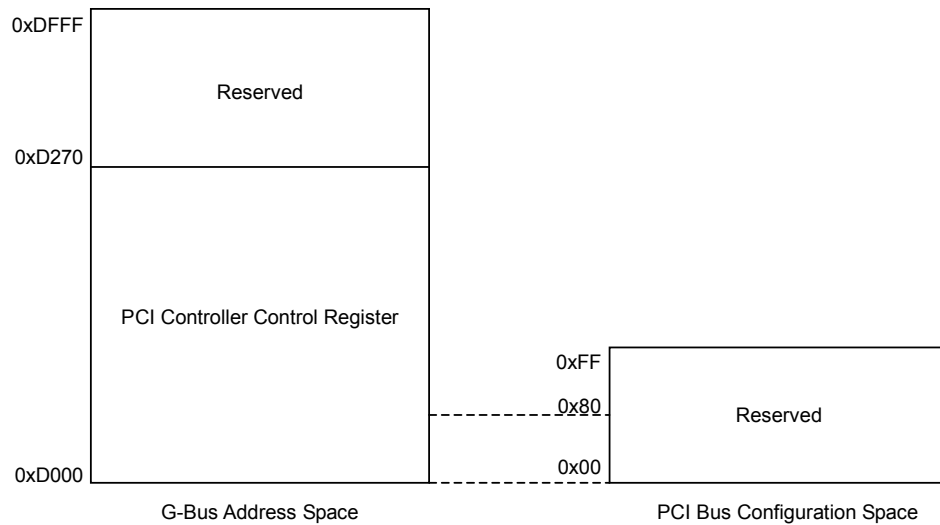 0xDFFF
Reserved
0xD270
PCI Controller Control Register
0xD000
G-Bus Address Space
0xFF
0x80
Reserved
0x00
PCI Bus Configuration Space